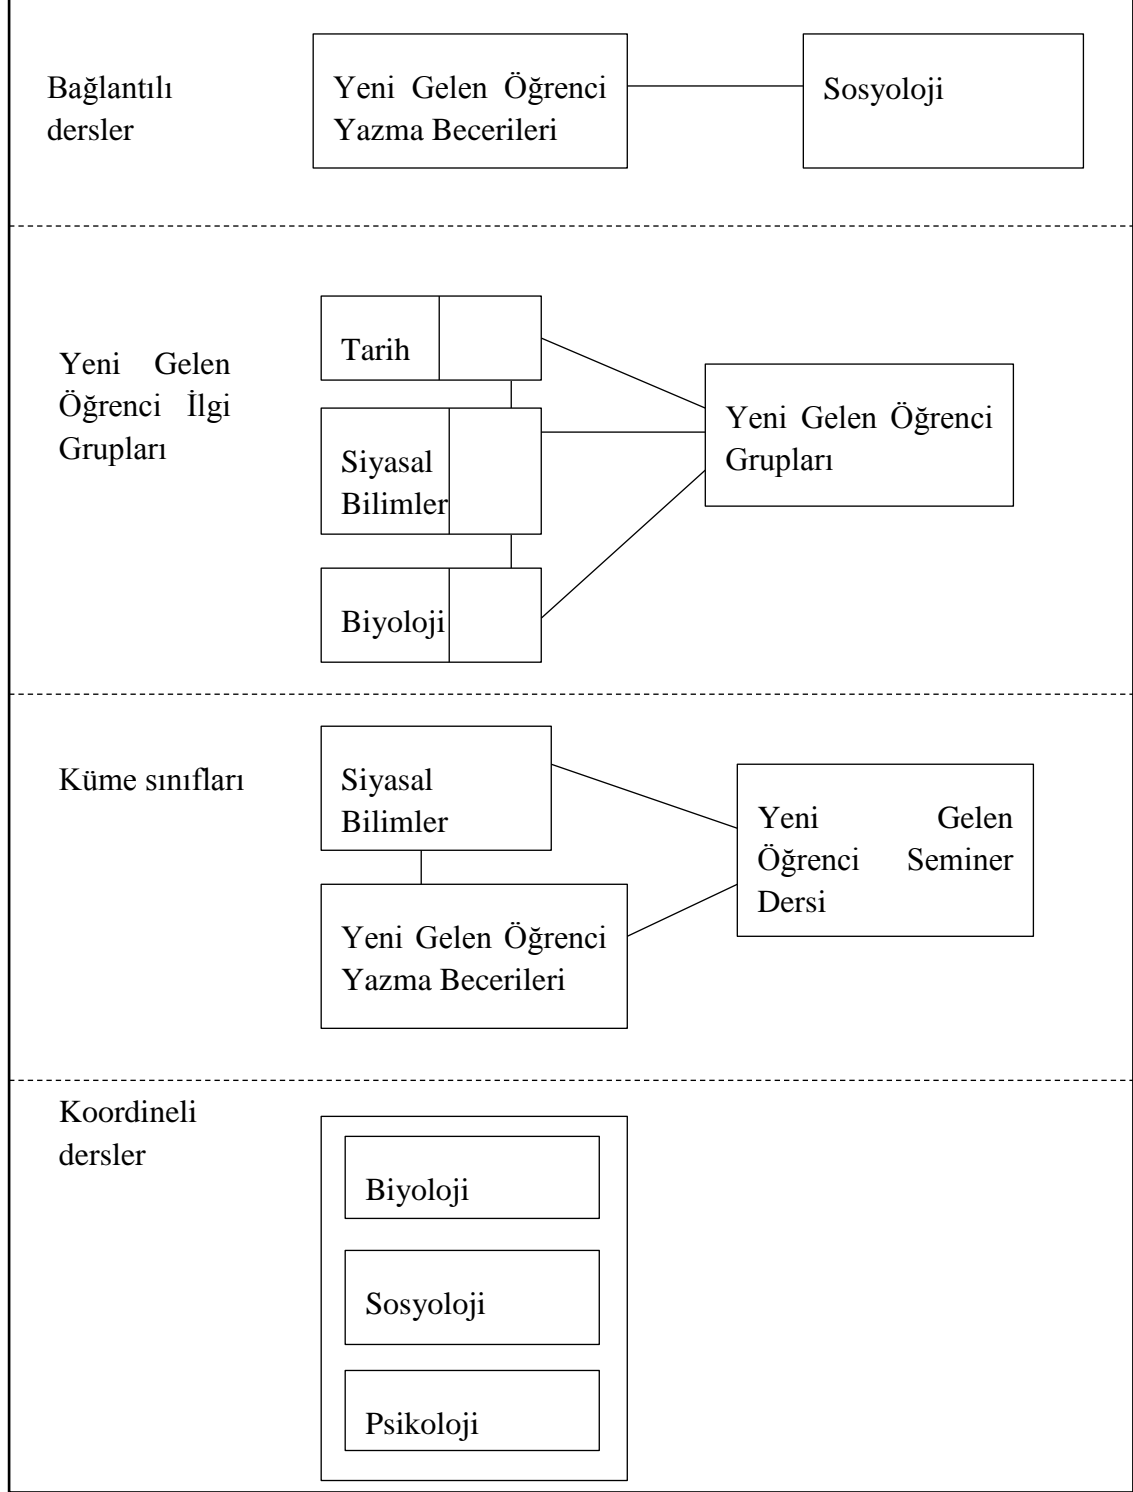 Bağlantılı
dersler
Yeni Gelen Öğrenci
Yazma Becerileri
Sosyoloji
Yeni Gelen
Öğrenci İlgi
Grupları
Tarih
Siyasal
Bilimler
Biyoloji
Yeni Gelen Öğrenci
Grupları
Küme sınıfları
Siyasal
Bilimler
Yeni Gelen Öğrenci
Yazma Becerileri
Yeni Gelen
Öğrenci Seminer
Dersi
Koordineli
dersler
Biyoloji
Sosyoloji
Psikoloji